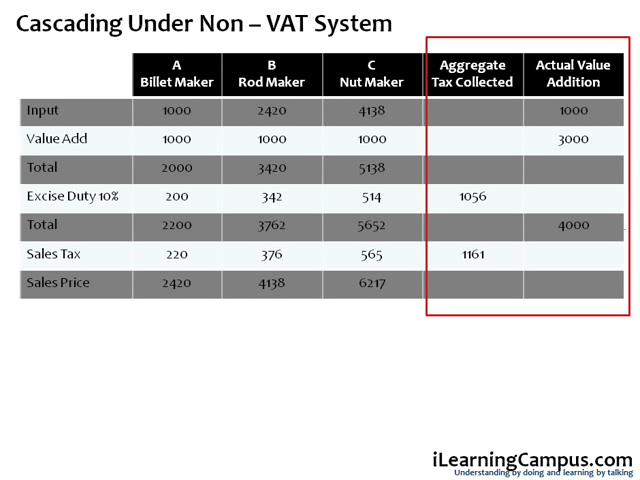 Cascading Under Non – VAT System
A B C Aggregate Actual Value
Billet Maker Rod Maker Nut Maker Tax Collected Addition
Input 1000 2420 4138 1000
Value Add 1000 1000 1000 3000
Total 2000 3420 5138
Excise Duty 10% 200 342 514 1056
Total 2200 3762 5652 4000
Sales Tax 220 376 565 1161
Sales Price 2420 4138 6217
iLearningCampus.com
Understanding by doing and learning by talking